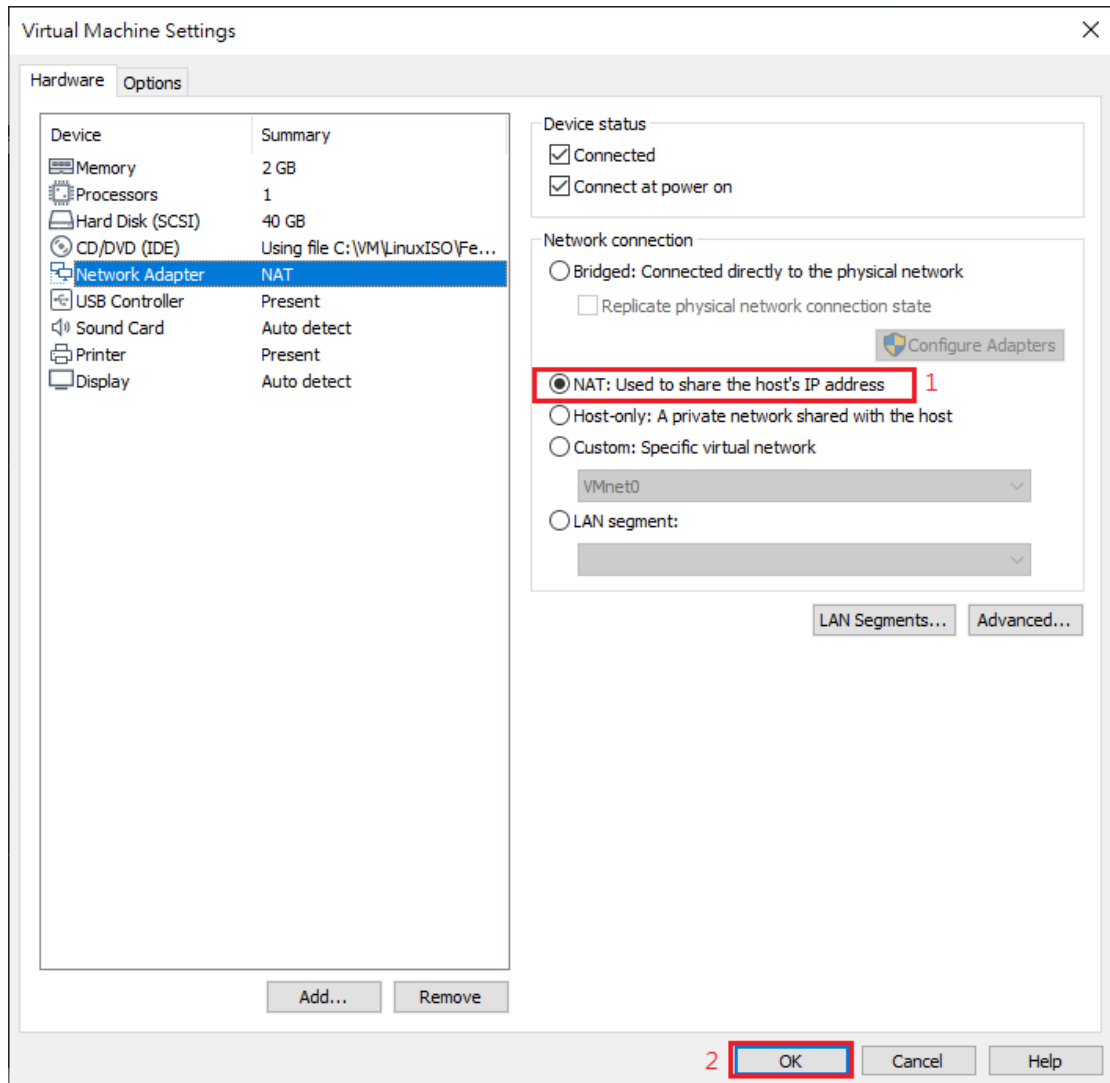 Virtual Machine Settings
Hardware Options
Device Summary
Memory 2 GB
Processors 1
Hard Disk (SCSI) 40 GB
CD/DVD (IDE) Using file C:\VM\LinuxISO\Fe...
Network Adapter NAT
USB Controller Present
Sound Card Auto detect
Printer Present
Display Auto detect
Add... Remove
Device status
Connected
Connect at power on
Network connection
Bridged: Connected directly to the physical network
Replicate physical network connection state
Configure Adapters
NAT: Used to share the host's IP address 1
Host-only: A private network shared with the host
Custom: Specific virtual network
VMnet0
LAN segment:
LAN Segments... Advanced...
2 OK Cancel Help